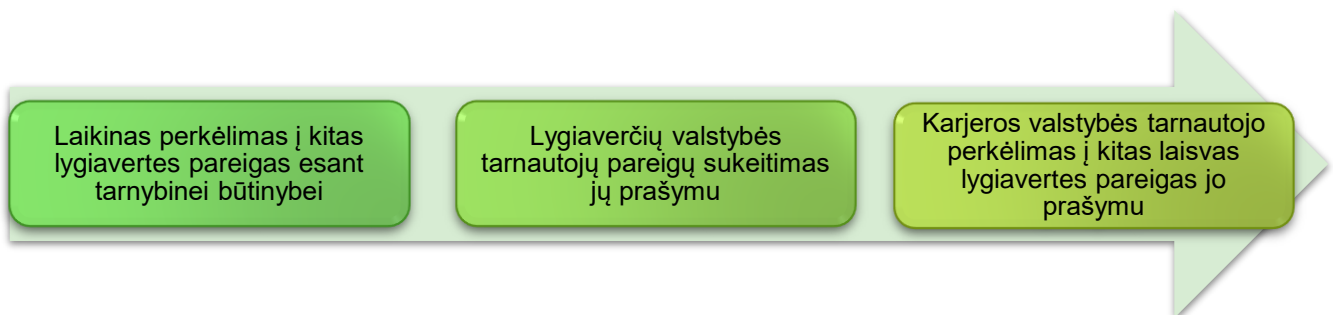 Laikinas perkėlimas į kitas
lygiavertes pareigas esant
tarnybinei būtinybei
Lygiaverčių valstybės
tarnautojų pareigų sukeitimas
jų prašymu
Karjeros valstybės tarnautojo
perkėlimas į kitas laisvas
lygiavertes pareigas jo
prašymu